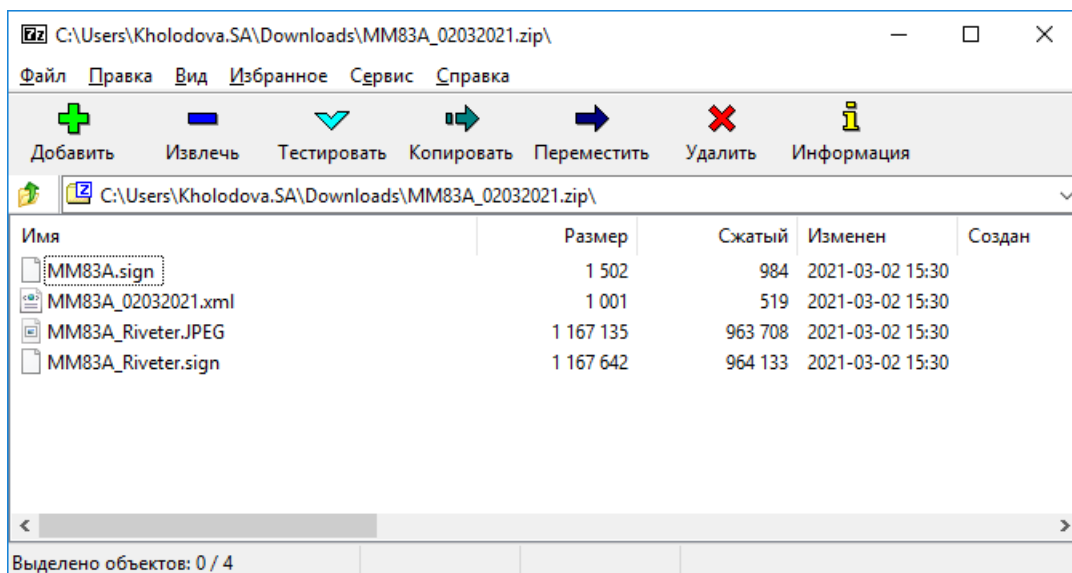 C:\Users\Kholodova.SA\Downloads\MM83A_02032021.zip\
Файл Правка Вид Избранное Сервис Справка
Добавить Извлечь Тестировать Копировать Переместить Удалить Информация
C:\Users\Kholodova.SA\Downloads\MM83A_02032021.zip\
Имя Размер Сжатый Изменен Создан
MM83A.sign 1 502 984 2021-03-02 15:30
MM83A_02032021.xml 1 001 519 2021-03-02 15:30
MM83A_Riveter.JPEG 1 167 135 963 708 2021-03-02 15:30
MM83A_Riveter.sign 1 167 642 964 133 2021-03-02 15:30
Выделено объектов: 0 / 4